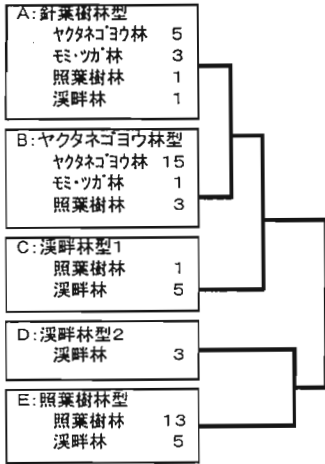 A:針葉樹林型
ヤクタネゴヨウ林 5
モミ・ツガ林 3
照葉樹林 1
渓畔林 1
B:ヤクタネゴヨウ林型
ヤクタネゴヨウ林 15
モミ・ツガ林 1
照葉樹林 3
C:渓畔林型1
照葉樹林 1
渓畔林 5
D:渓畔林型2
渓畔林 3
E:照葉樹林型
照葉樹林 13
渓畔林 5